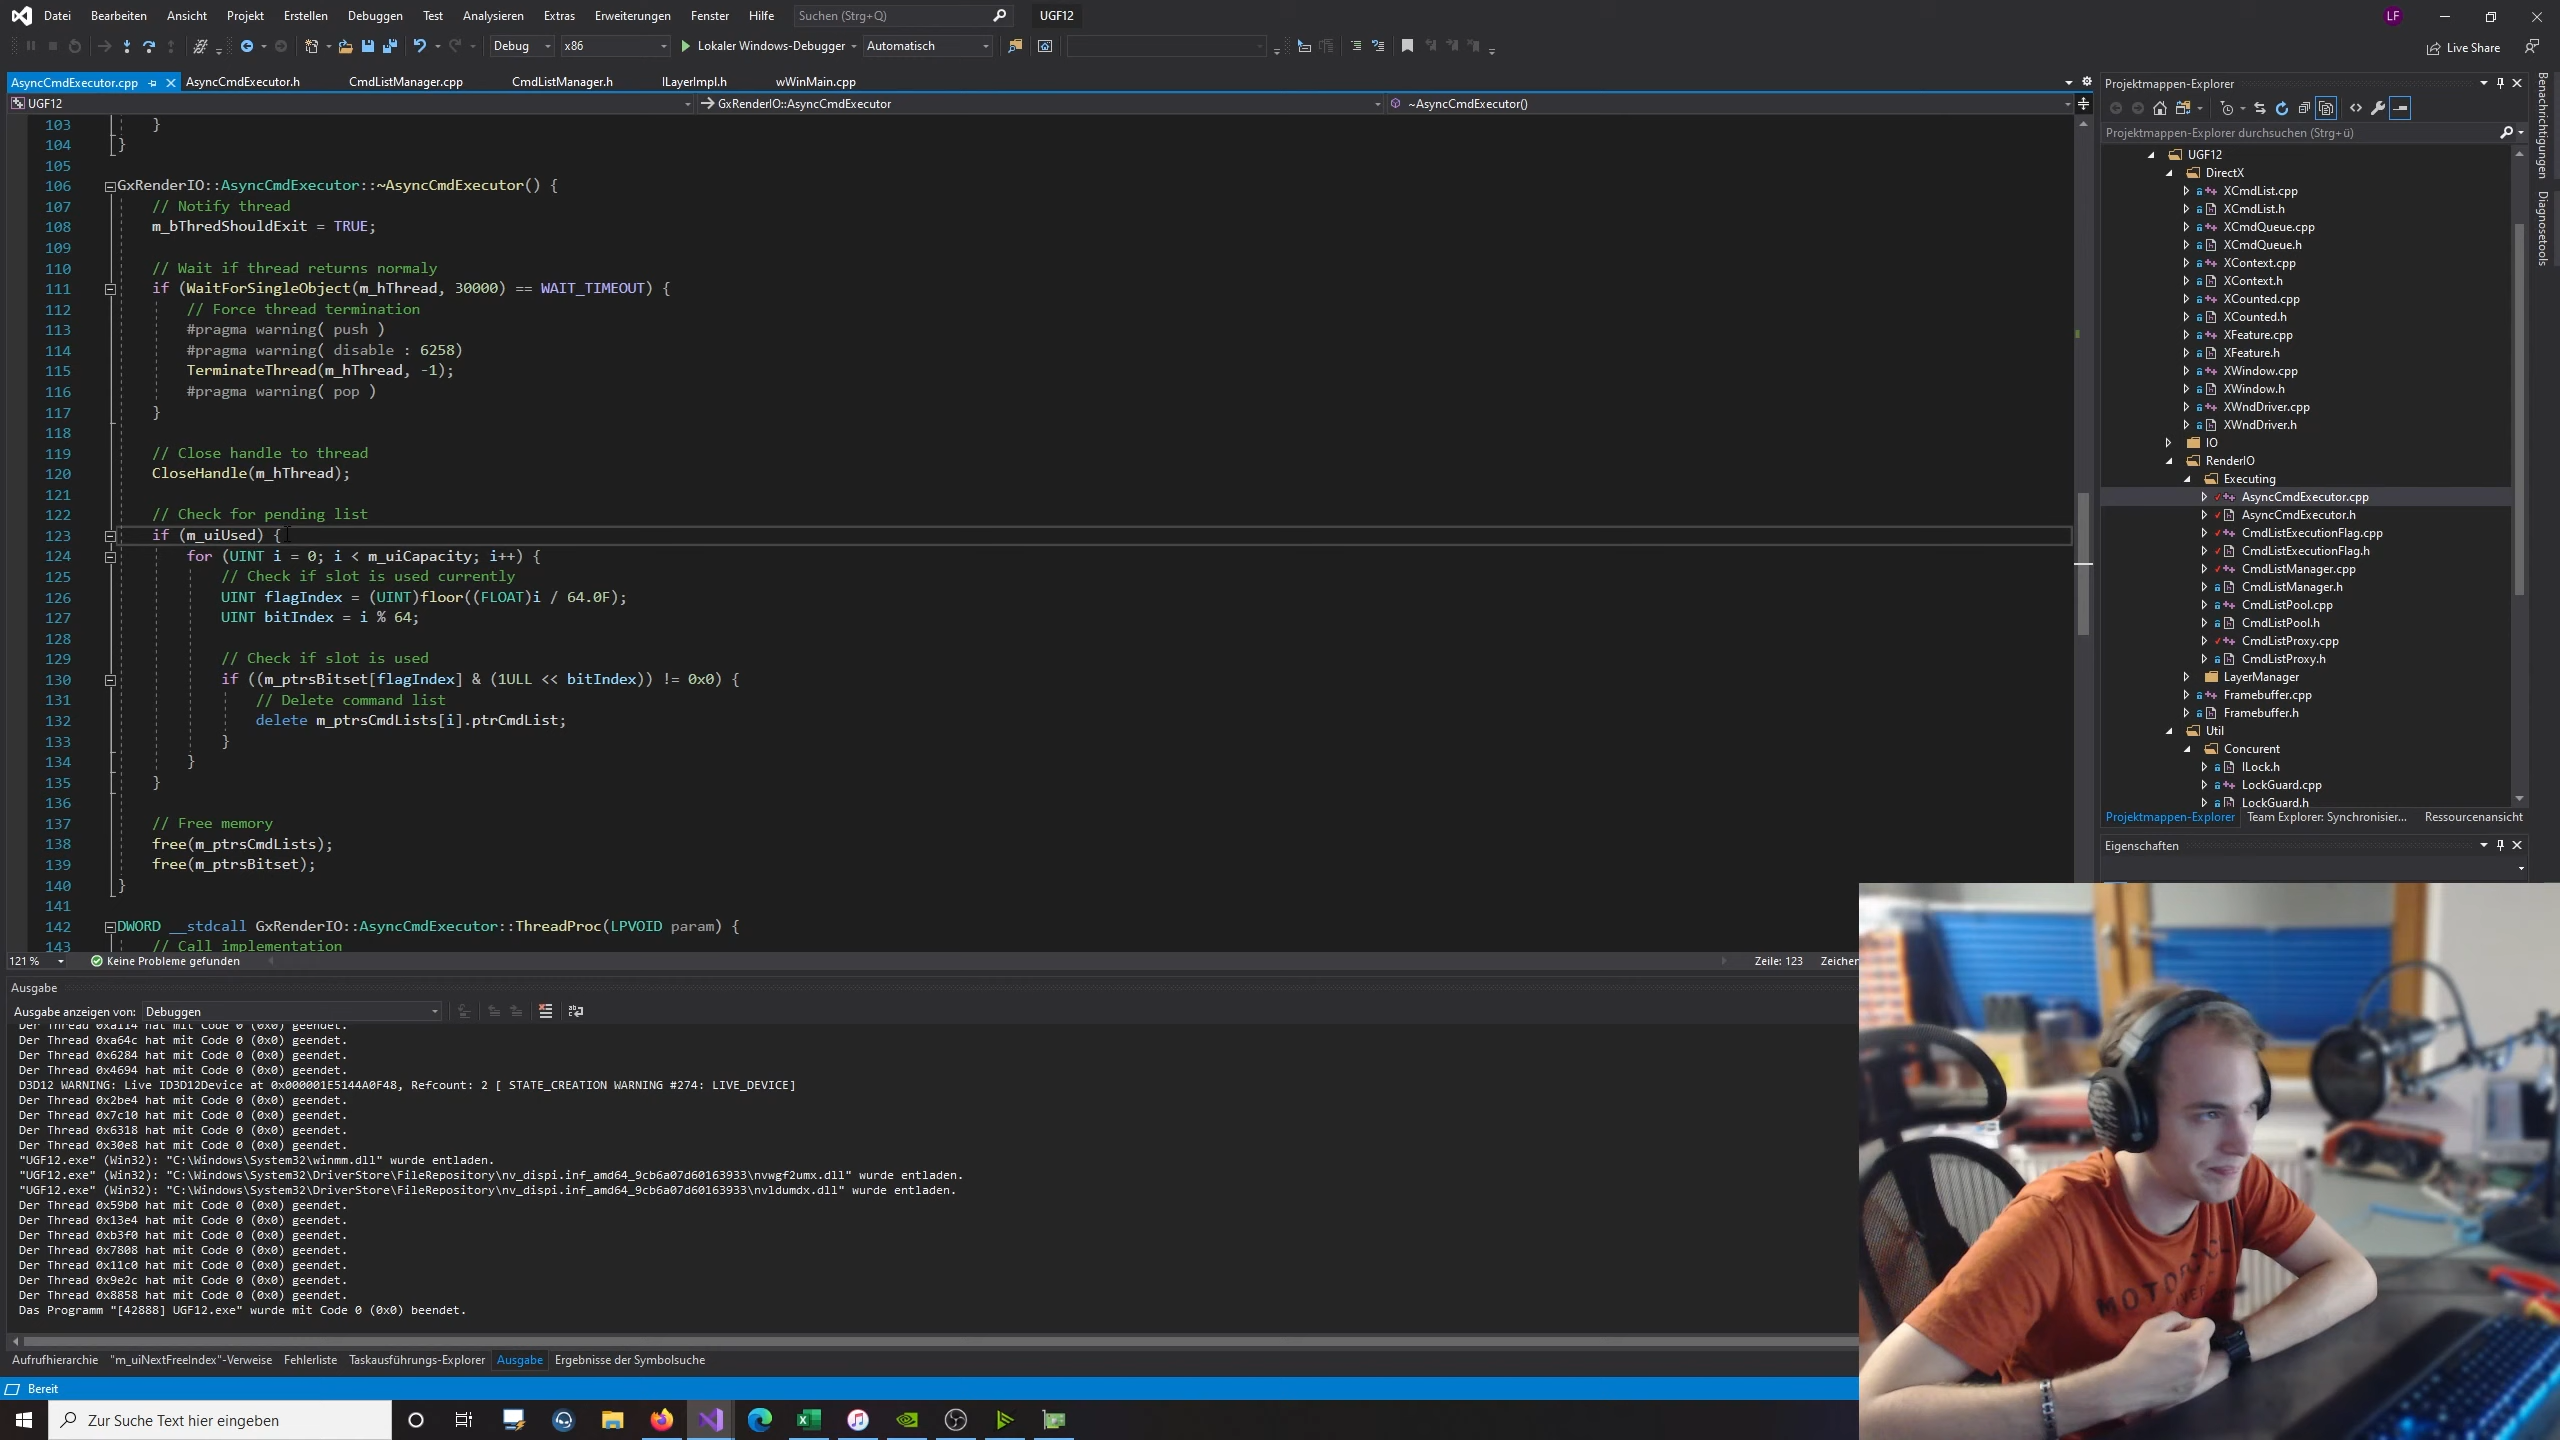 Datei Bearbeiten Ansicht Projekt Erstellen Debuggen Test Analysieren Extras Erweiterungen Fenster Hilfe Suchen (Strg+Q) UGF12 LF
Debug x86 Lokaler Windows-Debugger Automatisch Live Share
AsyncCmdExecutor.cpp AsyncCmdExecutor.h CmdListManager.cpp CmdListManager.h ILayerImpl.h wWinMain.cpp
UGF12 GxRenderIO::AsyncCmdExecutor ~AsyncCmdExecutor()
103 }
104 }
105
106 GxRenderIO::AsyncCmdExecutor::~AsyncCmdExecutor() {
107 // Notify thread
108 m_bThredShouldExit = TRUE;
109
110 // Wait if thread returns normaly
111 if (WaitForSingleObject(m_hThread, 30000) == WAIT_TIMEOUT) {
112 // Force thread termination
113 #pragma warning( push )
114 #pragma warning( disable : 6258)
115 TerminateThread(m_hThread, -1);
116 #pragma warning( pop )
117 }
118
119 // Close handle to thread
120 CloseHandle(m_hThread);
121
122 // Check for pending list
123 if (m_uiUsed) {
124 for (UINT i = 0; i < m_uiCapacity; i++) {
125 // Check if slot is used currently
126 UINT flagIndex = (UINT)floor((FLOAT)i / 64.0F);
127 UINT bitIndex = i % 64;
128
129 // Check if slot is used
130 if ((m_ptrsBitset[flagIndex] & (1ULL << bitIndex)) != 0x0) {
131 // Delete command list
132 delete m_ptrsCmdLists[i].ptrCmdList;
133 }
134 }
135 }
136
137 // Free memory
138 free(m_ptrsCmdLists);
139 free(m_ptrsBitset);
140 }
141
142 DWORD __stdcall GxRenderIO::AsyncCmdExecutor::ThreadProc(LPVOID param) {
143 // Call implementation
121 % Keine Probleme gefunden Zeile: 123 Zeichen
Ausgabe
Ausgabe anzeigen von: Debuggen
Der Thread 0xa114 hat mit Code 0 (0x0) geendet.
Der Thread 0xa64c hat mit Code 0 (0x0) geendet.
Der Thread 0x6284 hat mit Code 0 (0x0) geendet.
Der Thread 0x4694 hat mit Code 0 (0x0) geendet.
D3D12 WARNING: Live ID3D12Device at 0x000001E5144A0F48, Refcount: 2 [ STATE_CREATION WARNING #274: LIVE_DEVICE]
Der Thread 0x2be4 hat mit Code 0 (0x0) geendet.
Der Thread 0x7c10 hat mit Code 0 (0x0) geendet.
Der Thread 0x6318 hat mit Code 0 (0x0) geendet.
Der Thread 0x30e8 hat mit Code 0 (0x0) geendet.
"UGF12.exe" (Win32): "C:\Windows\System32\winmm.dll" wurde entladen.
"UGF12.exe" (Win32): "C:\Windows\System32\DriverStore\FileRepository\nv_dispi.inf_amd64_9cb6a07d60163933\nvwgf2umx.dll" wurde entladen.
"UGF12.exe" (Win32): "C:\Windows\System32\DriverStore\FileRepository\nv_dispi.inf_amd64_9cb6a07d60163933\nvldumdx.dll" wurde entladen.
Der Thread 0x59b0 hat mit Code 0 (0x0) geendet.
Der Thread 0x13e4 hat mit Code 0 (0x0) geendet.
Der Thread 0xb3f0 hat mit Code 0 (0x0) geendet.
Der Thread 0x7808 hat mit Code 0 (0x0) geendet.
Der Thread 0x11c0 hat mit Code 0 (0x0) geendet.
Der Thread 0x9e2c hat mit Code 0 (0x0) geendet.
Der Thread 0x8858 hat mit Code 0 (0x0) geendet.
Das Programm "[42888] UGF12.exe" wurde mit Code 0 (0x0) beendet.
Aufrufhierarchie "m_uiNextFreeIndex"-Verweise Fehlerliste Taskausführungs-Explorer Ausgabe Ergebnisse der Symbolsuche
Bereit
Zur Suche Text hier eingeben
Projektmappen-Explorer
Projektmappen-Explorer durchsuchen (Strg+ü)
UGF12
DirectX
XCmdList.cpp
XCmdList.h
XCmdQueue.cpp
XCmdQueue.h
XContext.cpp
XContext.h
XCounted.cpp
XCounted.h
XFeature.cpp
XFeature.h
XWindow.cpp
XWindow.h
XWndDriver.cpp
XWndDriver.h
IO
RenderIO
Executing
AsyncCmdExecutor.cpp
AsyncCmdExecutor.h
CmdListExecutionFlag.cpp
CmdListExecutionFlag.h
CmdListManager.cpp
CmdListManager.h
CmdListPool.cpp
CmdListPool.h
CmdListProxy.cpp
CmdListProxy.h
LayerManager
Framebuffer.cpp
Framebuffer.h
Util
Concurent
ILock.h
LockGuard.cpp
LockGuard.h
Projektmappen-Explorer Team Explorer: Synchronisier... Ressourcenansicht
Eigenschaften
Benachrichtigungen
Diagnosetools